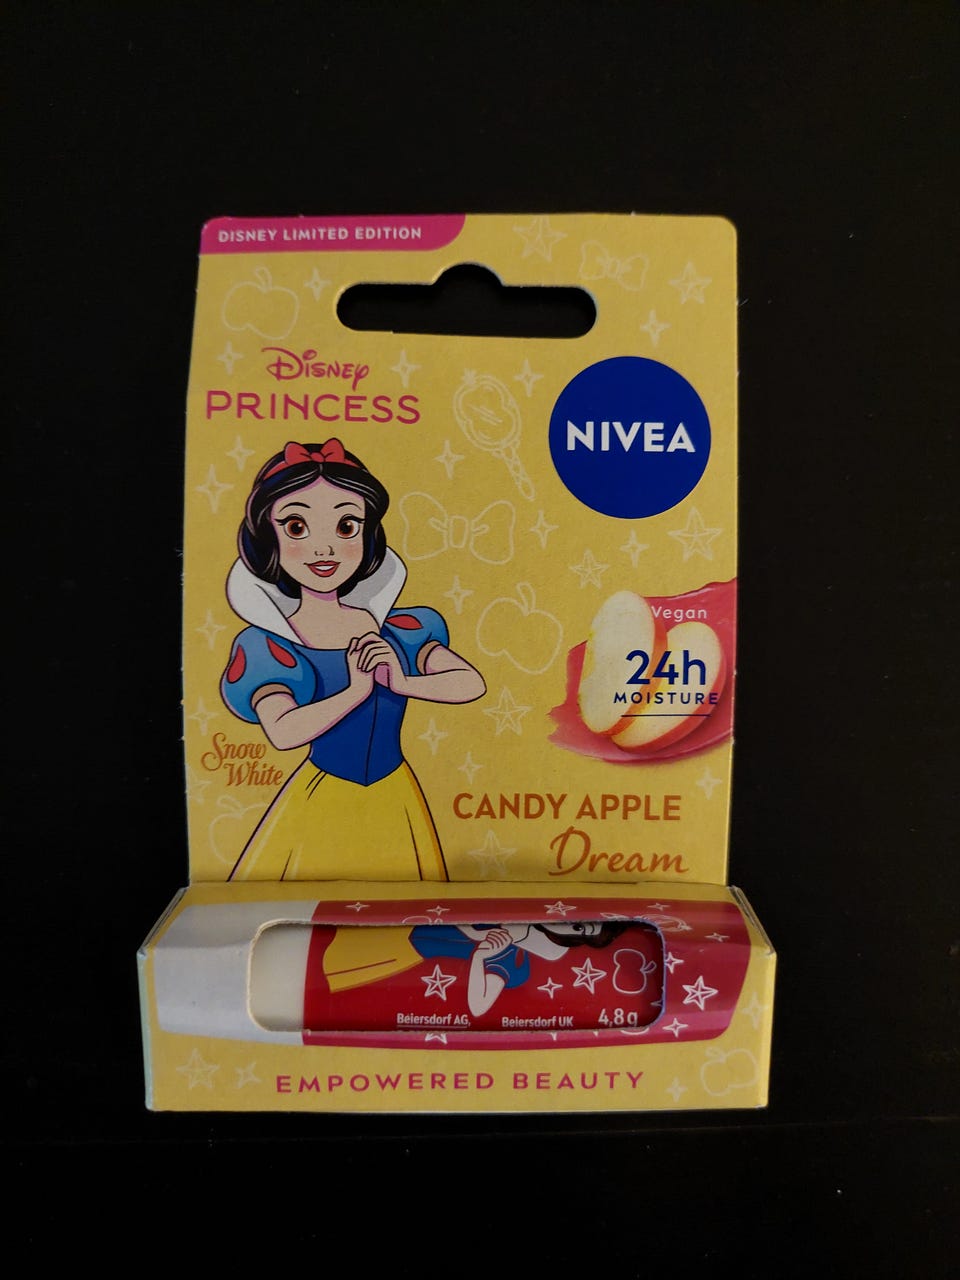 DISNEY LIMITED EDITION
Disney
PRINCESS
NIVEA
Vegan
24h
MOISTURE
Snow
White
CANDY APPLE
Dream
Beiersdorf AG,
Beiersdorf UK
4,8g
EMPOWERED BEAUTY